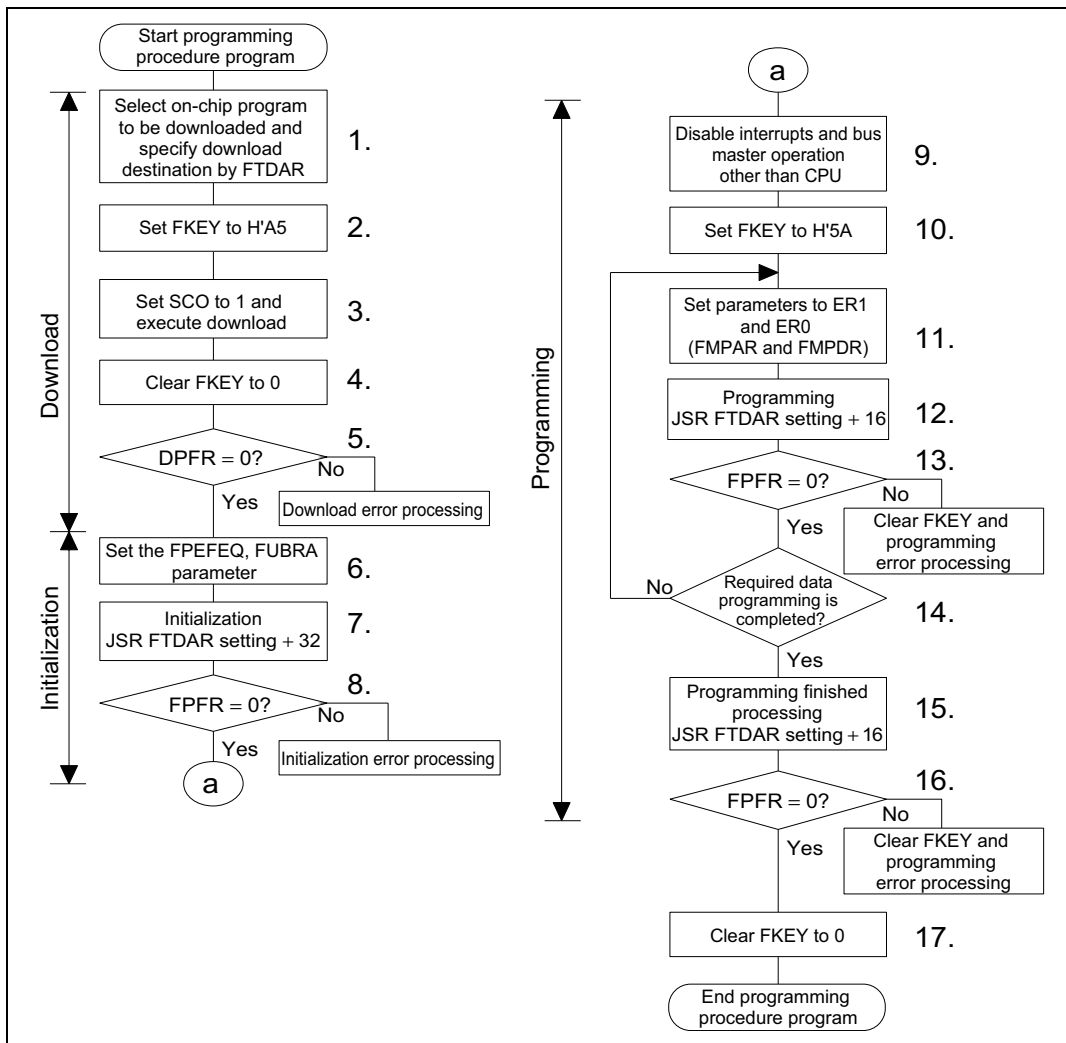 Start programming
procedure program
Select on-chip program
to be downloaded and
specify download
destination by FTDAR
1.
Set FKEY to H'A5
2.
Set SCO to 1 and
execute download
3.
Clear FKEY to 0
4.
DPFR = 0?
5.
No
Yes
Download error processing
Download
Set the FPEFEQ, FUBRA
parameter
6.
Initialization
JSR FTDAR setting + 32
7.
FPFR = 0?
8.
No
Yes
Initialization error processing
Initialization
a
a
Disable interrupts and bus
master operation
other than CPU
9.
Set FKEY to H'5A
10.
Set parameters to ER1
and ER0
(FMPAR and FMPDR)
11.
Programming
JSR FTDAR setting + 16
12.
FPFR = 0?
13.
No
Yes
Clear FKEY and
programming
error processing
Programming
No
Required data
programming is
completed?
14.
Yes
Programming finished
processing
JSR FTDAR setting + 16
15.
FPFR = 0?
16.
No
Yes
Clear FKEY and
programming
error processing
Clear FKEY to 0
17.
End programming
procedure program